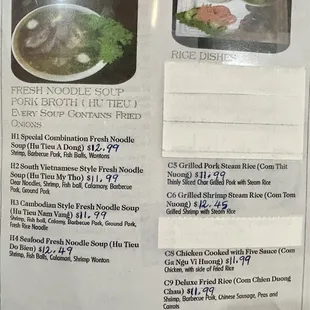 FRESH NOODLE SOUP
PORK BROTH ( HU TIEU )
EVERY SOUP CONTAINS FRIED
ONIONS
H1 Special Combination Fresh Noodle
Soup (Hu Tieu A Dong) $12.99
Shrimp, Barbecue Pork, Fish Balls, Wontons
H2 South Vietnamese Style Fresh Noodle
Soup (Hu Tieu My Tho) $11.99
Clear Noodles, Shrimp, Fish ball, Calamary, Barbecue
Pork, Ground Pork
H3 Cambodian Style Fresh Noodle Soup
(Hu Tieu Nam Vang) $11.99
Shrimp, Fish ball, Calamary, Barbecue Pork, Ground Pork,
Fresh Rice Noodle
H4 Seafood Fresh Noodle Soup (Hu Tieu
Do Bien) $12.49
Shrimp, Fish Balls, Calamari, Shrimp Wonton
RICE DISHES
C5 Grilled Pork Steam Rice (Com Thit
Nuong) $11.99
Thinly Sliced Char Grilled Pork with Steam Rice
C6 Grilled Shrimp Steam Rice (Com Tom
Nuong) $12.45
Grilled Shrimp with Steam Rice
C8 Chicken Cooked with Five Sauce (Com
Ga Ngu Vi Huong) $11.99
Chicken, with side of Fried Rice
C9 Deluxe Fried Rice (Com Chien Duong
Chau) $11.99
Shrimp, Barbecue Pork, Chinese Sausage, Peas and
Carrots